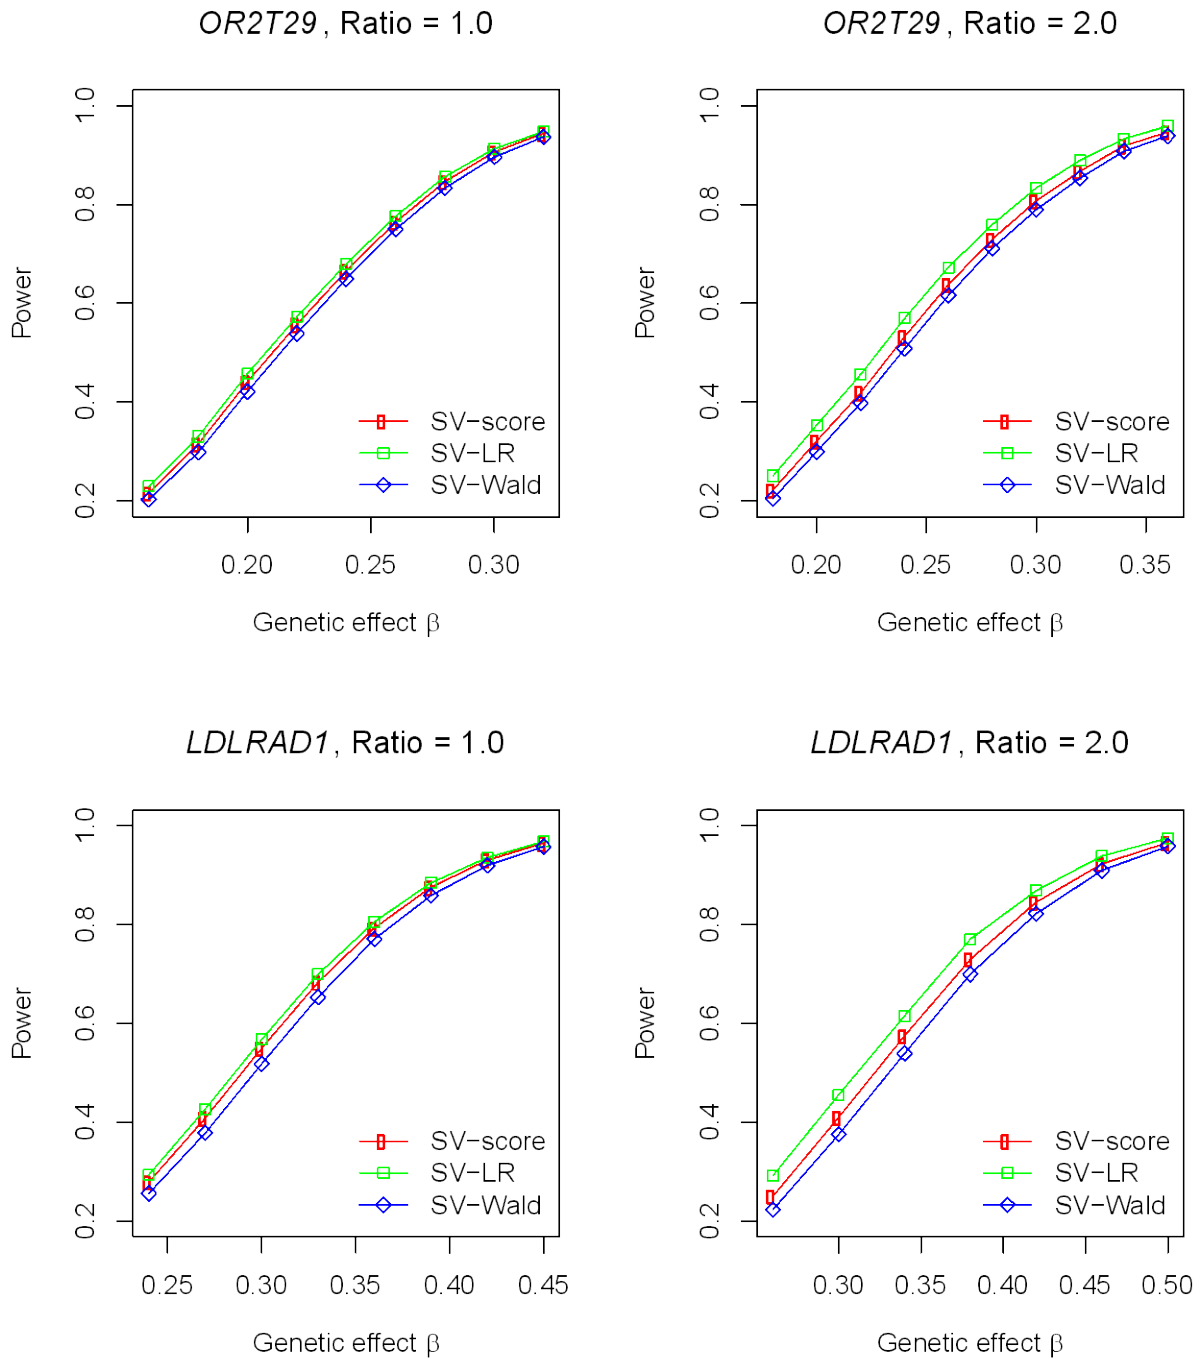 OR2T29, Ratio = 1.0
Power
1.0
0.8
0.6
0.4
0.2
SV−score
SV−LR
SV−Wald
0.20 0.25 0.30
Genetic effect β
OR2T29, Ratio = 2.0
Power
1.0
0.8
0.6
0.4
0.2
SV−score
SV−LR
SV−Wald
0.20 0.25 0.30 0.35
Genetic effect β
LDLRAD1, Ratio = 1.0
Power
1.0
0.8
0.6
0.4
0.2
SV−score
SV−LR
SV−Wald
0.25 0.30 0.35 0.40 0.45
Genetic effect β
LDLRAD1, Ratio = 2.0
Power
1.0
0.8
0.6
0.4
0.2
SV−score
SV−LR
SV−Wald
0.30 0.35 0.40 0.45 0.50
Genetic effect β